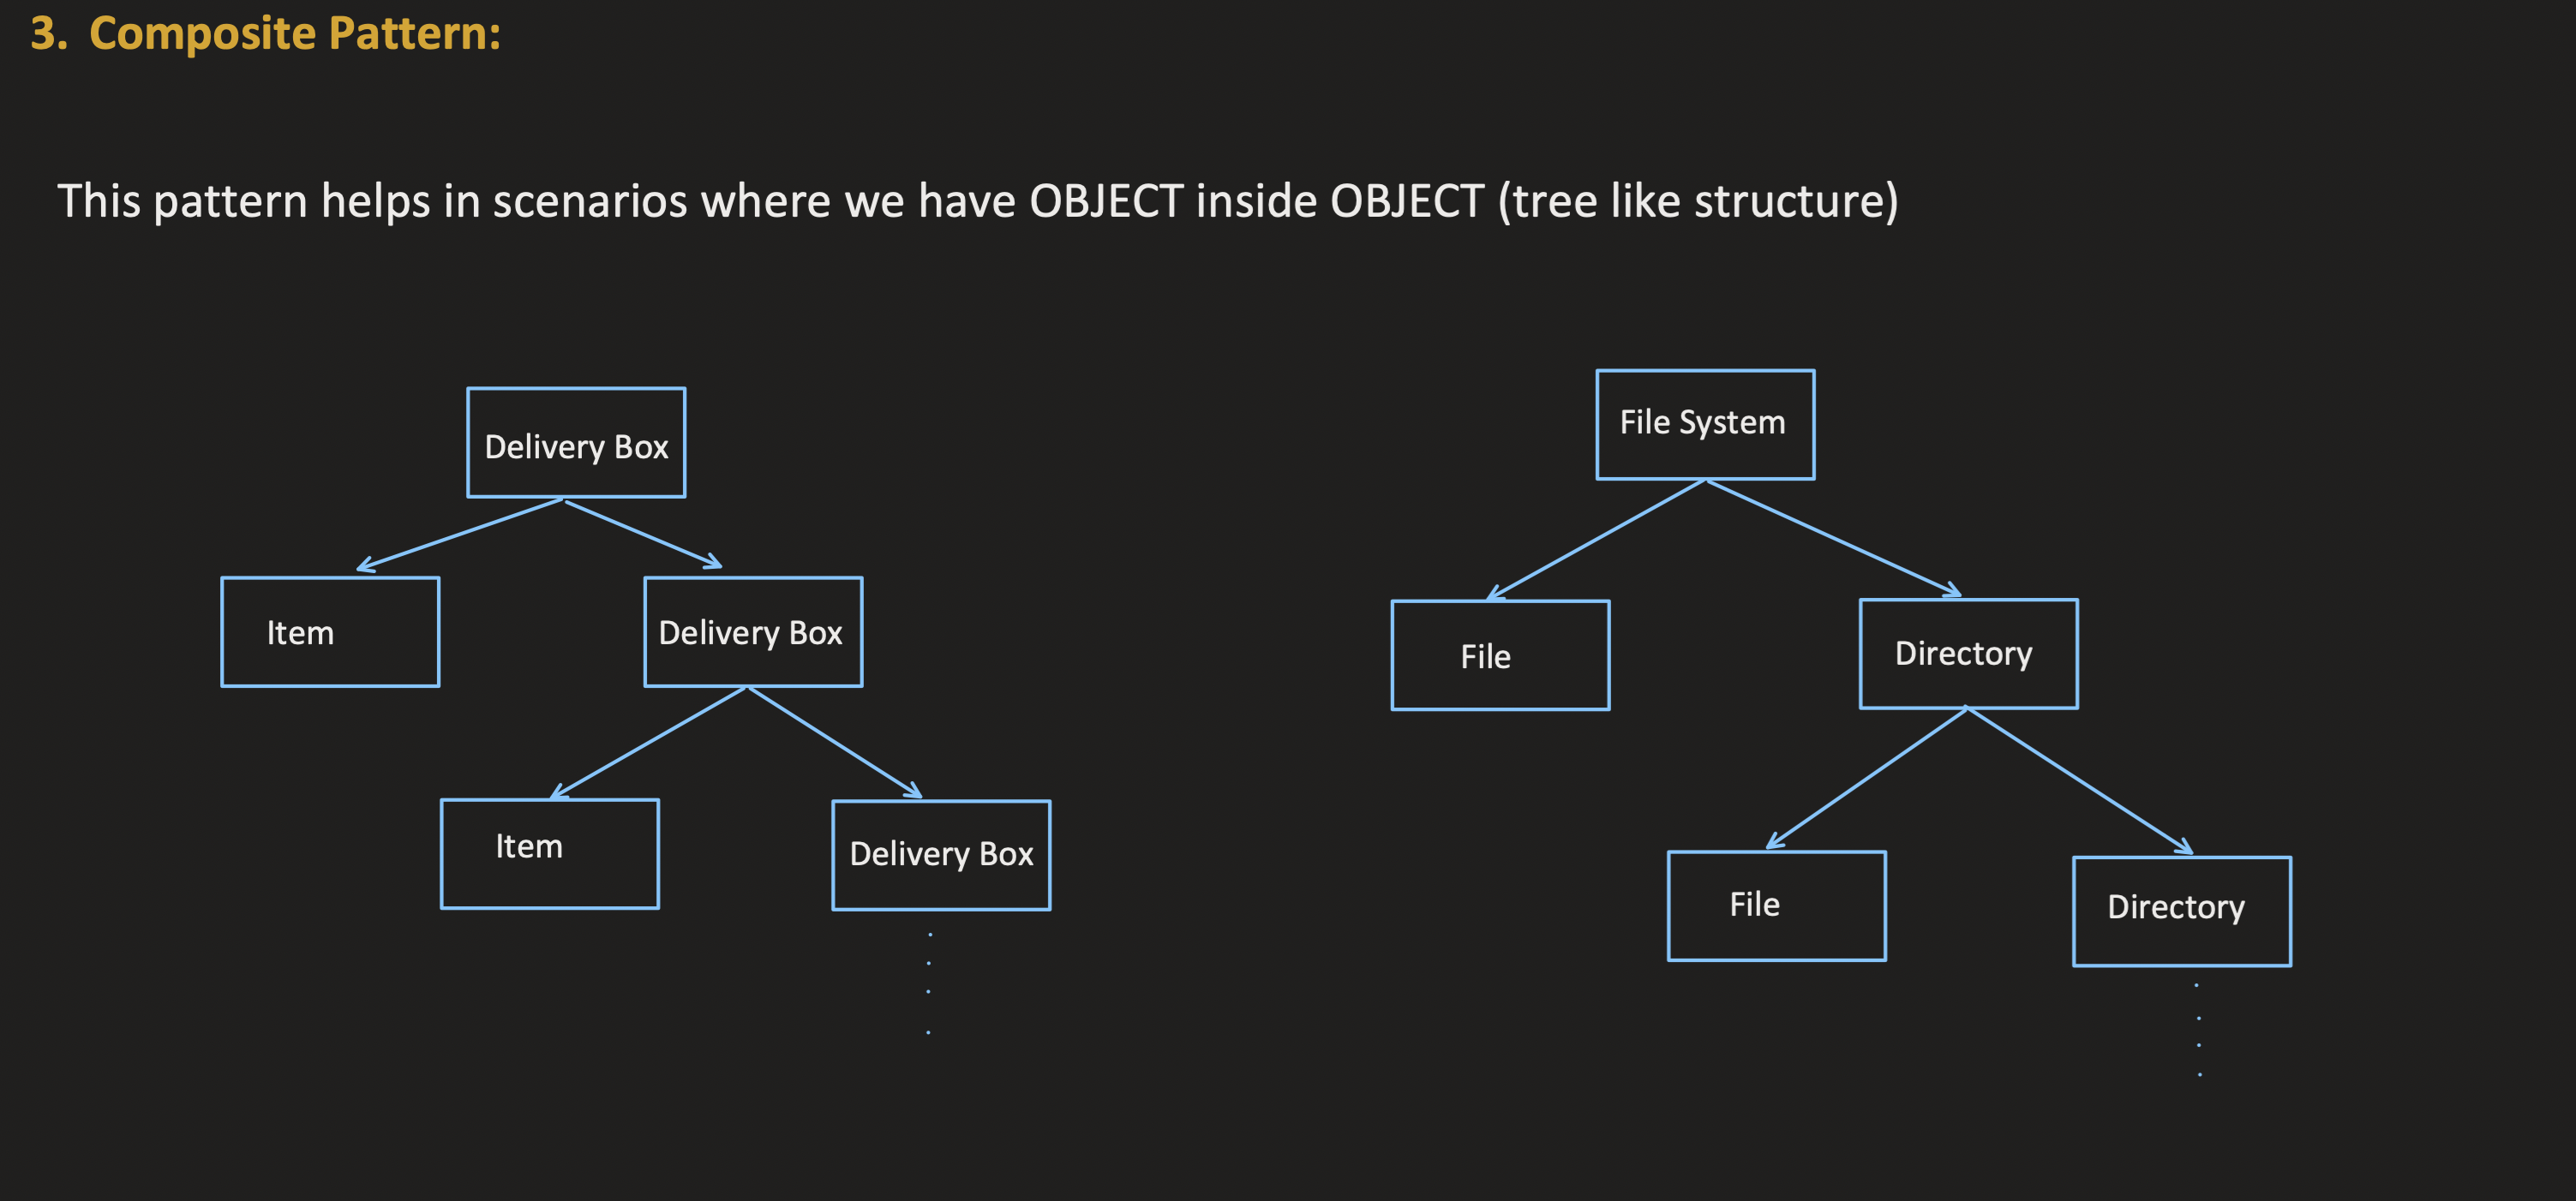 3. Composite Pattern:
This pattern helps in scenarios where we have OBJECT inside OBJECT (tree like structure)
Delivery Box
Item
Delivery Box
Item
Delivery Box
File System
File
Directory
File
Directory